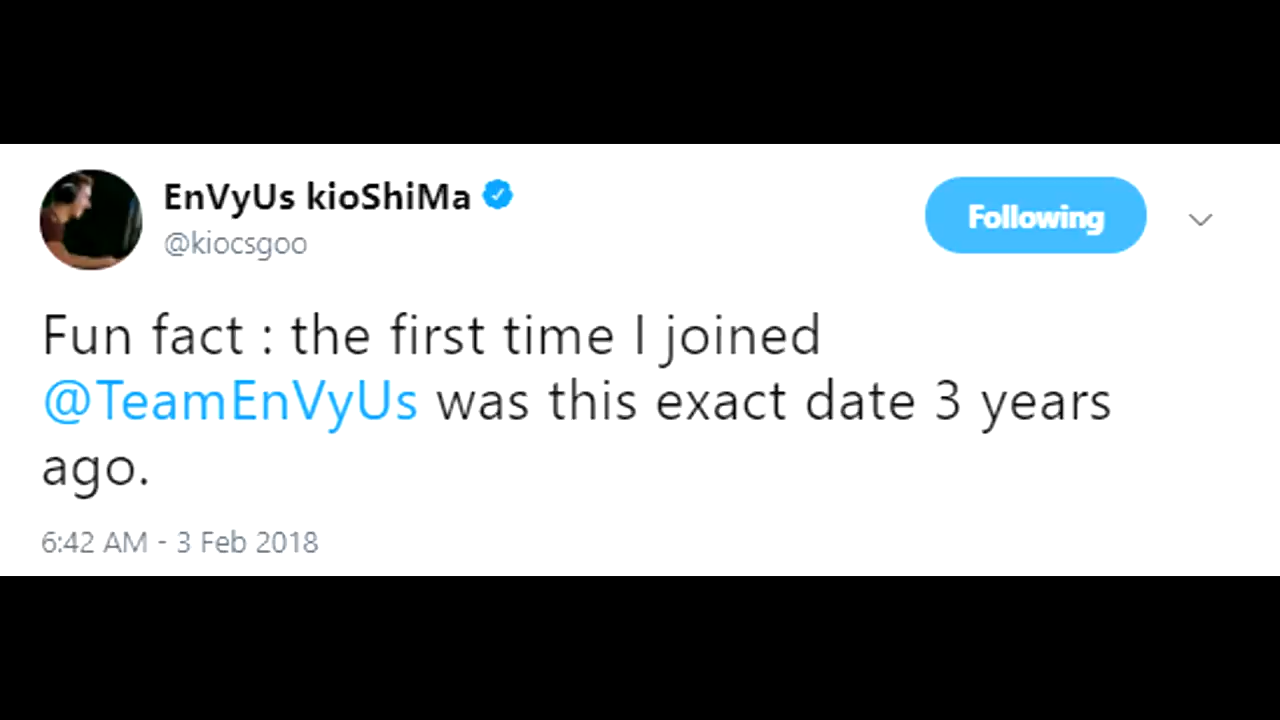 EnVyUs kioShiMa
@kiocsgoo
Following
Fun fact : the first time I joined
@TeamEnVyUs was this exact date 3 years
ago.
6:42 AM - 3 Feb 2018